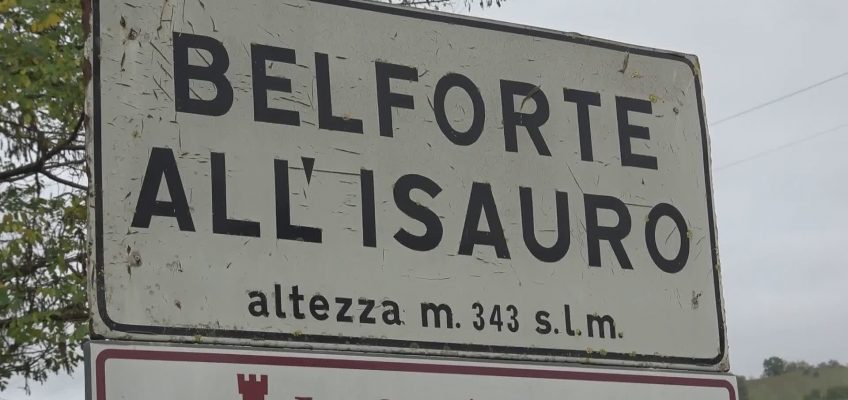 BELFORTE
ALL'ISAURO
altezza m. 343 s.l.m.